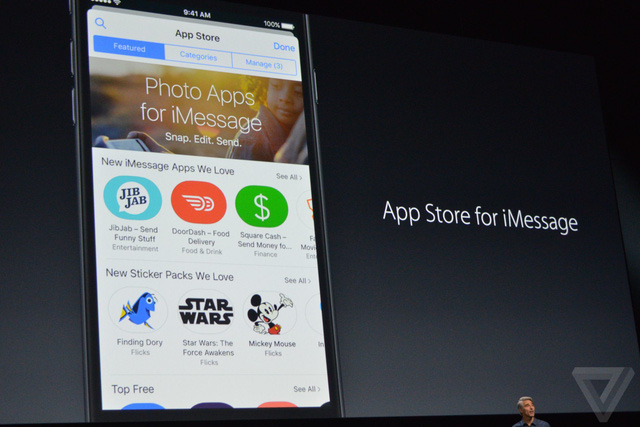 9:41 AM
100%
App Store
Done
Featured
Categories
Manage (3)
Photo Apps
for iMessage
Snap. Edit. Send.
New iMessage Apps We Love
See All >
JIB
JAB
$
JibJab – Send
Funny Stuff
Entertainment
DoorDash – Food
Delivery
Food & Drink
Square Cash –
Send Money fo...
Finance
New Sticker Packs We Love
See All >
STAR
WARS
Finding Dory
Flicks
Star Wars: The
Force Awakens
Flicks
Mickey Mouse
Flicks
Top Free
See All >
App Store for iMessage